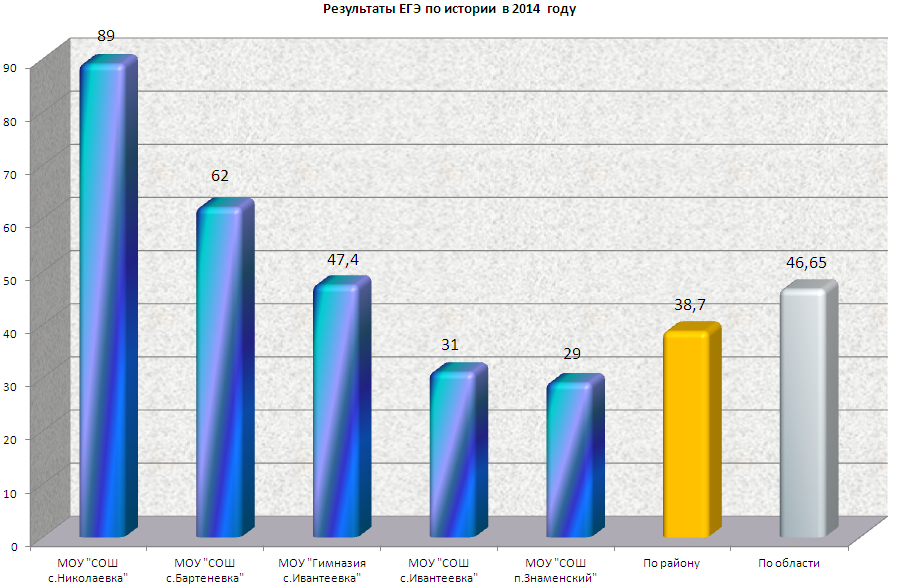 Результаты ЕГЭ по истории в 2014 году
89
62
47,4
31
29
38,7
46,65
90
80
70
60
50
40
30
20
10
0
МОУ "СОШ
с.Николаевка"
МОУ "СОШ
с.Бартеневка"
МОУ "Гимназия
с.Ивантеевка"
МОУ "СОШ
с.Ивантеевка"
МОУ "СОШ
п.Знаменский"
По району
По области